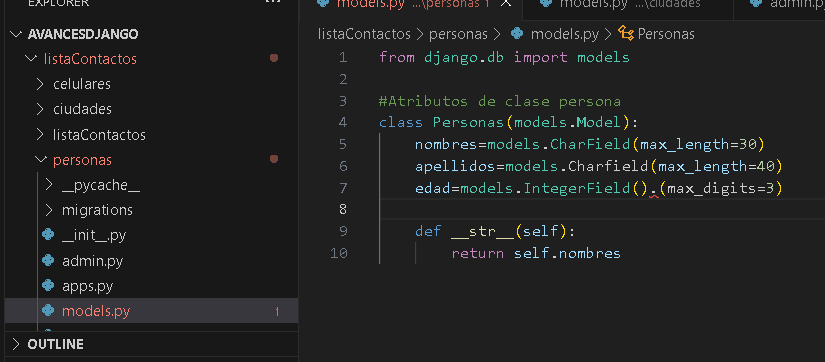 EXPLORER
AVANCESDJANGO
listaContactos
celulares
ciudades
listaContactos
personas
__pycache__
migrations
__init__.py
admin.py
apps.py
models.py 1
OUTLINE
models.py ...\personas 1
models.py ...\ciudades
admin.py
listaContactos > personas > models.py > Personas
1 from django.db import models
2
3 #Atributos de clase persona
4 class Personas(models.Model):
5 nombres=models.CharField(max_length=30)
6 apellidos=models.Charfield(max_length=40)
7 edad=models.IntegerField().(max_digits=3)
8
9 def __str__(self):
10 return self.nombres